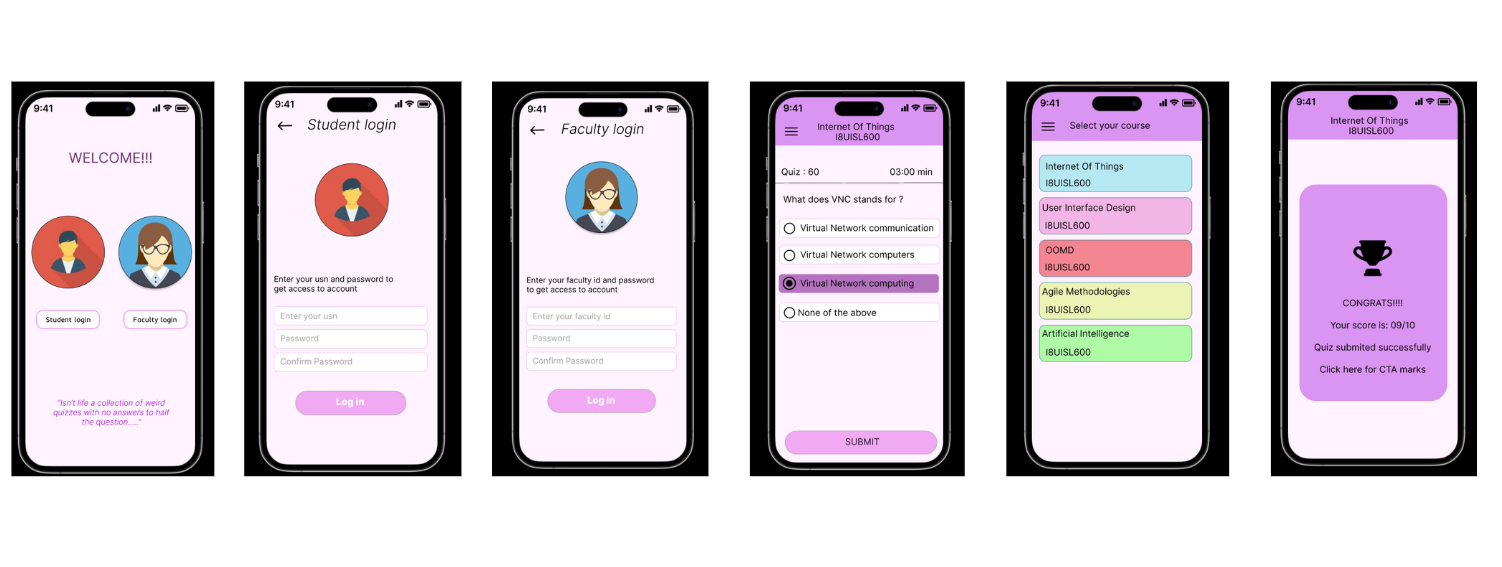 9:41
WELCOME!!!
Student login
Faculty login
"Isn't life a collection of weird
quizzes with no answers to half
the question....."
9:41
Student login
Enter your usn and password to
get access to account
Enter your usn
Password
Confirm Password
Log in
9:41
Faculty login
Enter your faculty id and password
to get access to account
Enter your faculty id
Password
Confirm Password
Log in
9:41
Internet Of Things
I8UISL600
Quiz : 60
03:00 min
What does VNC stands for ?
Virtual Network communication
Virtual Network computers
Virtual Network computing
None of the above
SUBMIT
9:41
Select your course
Internet Of Things
I8UISL600
User Interface Design
I8UISL600
OOMD
I8UISL600
Agile Methodologies
I8UISL600
Artificial Intelligence
I8UISL600
9:41
Internet Of Things
I8UISL600
CONGRATS!!!!
Your score is: 09/10
Quiz submited successfully
Click here for CTA marks